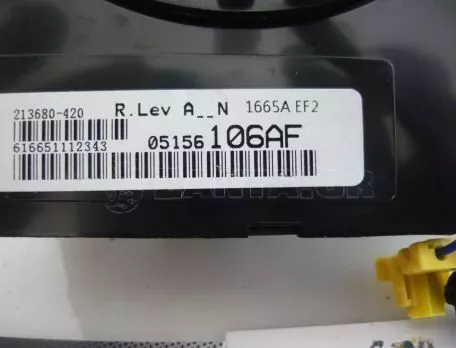 213680-420 R.Lev A__N 1665A EF2
616651112343 05156 106AF